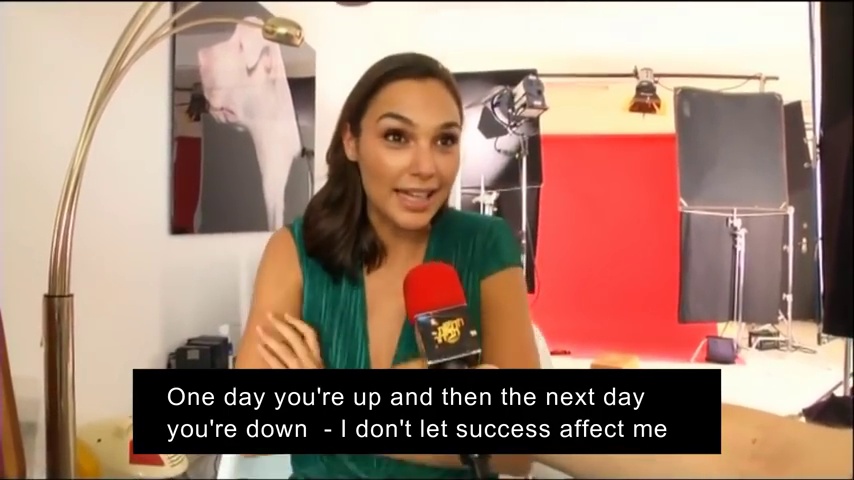 One day you're up and then the next day
you're down  - I don't let success affect me